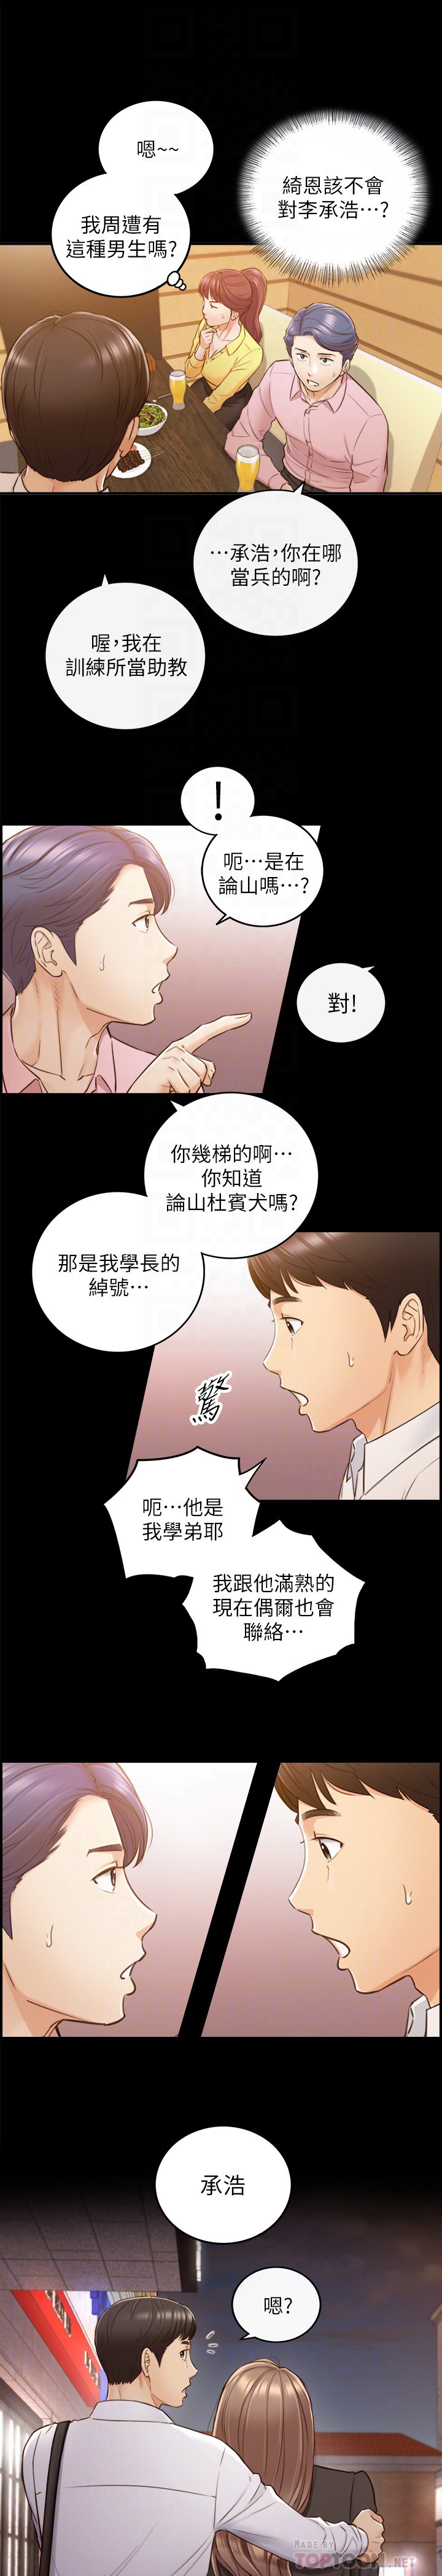 嗯~~
綺恩該不會
對李承浩…?
我周遭有
這種男生嗎?
…承浩,你在哪
當兵的啊?
喔,我在
訓練所當助教
!
呃…是在
論山嗎…?
對!
你幾梯的啊…
你知道
論山杜賓犬嗎?
那是我學長的
綽號…
驚
呃…他是
我學弟耶
我跟他滿熟的
現在偶爾也會
聯絡…
承浩
嗯?
MADE BY
TOPTOON.NET